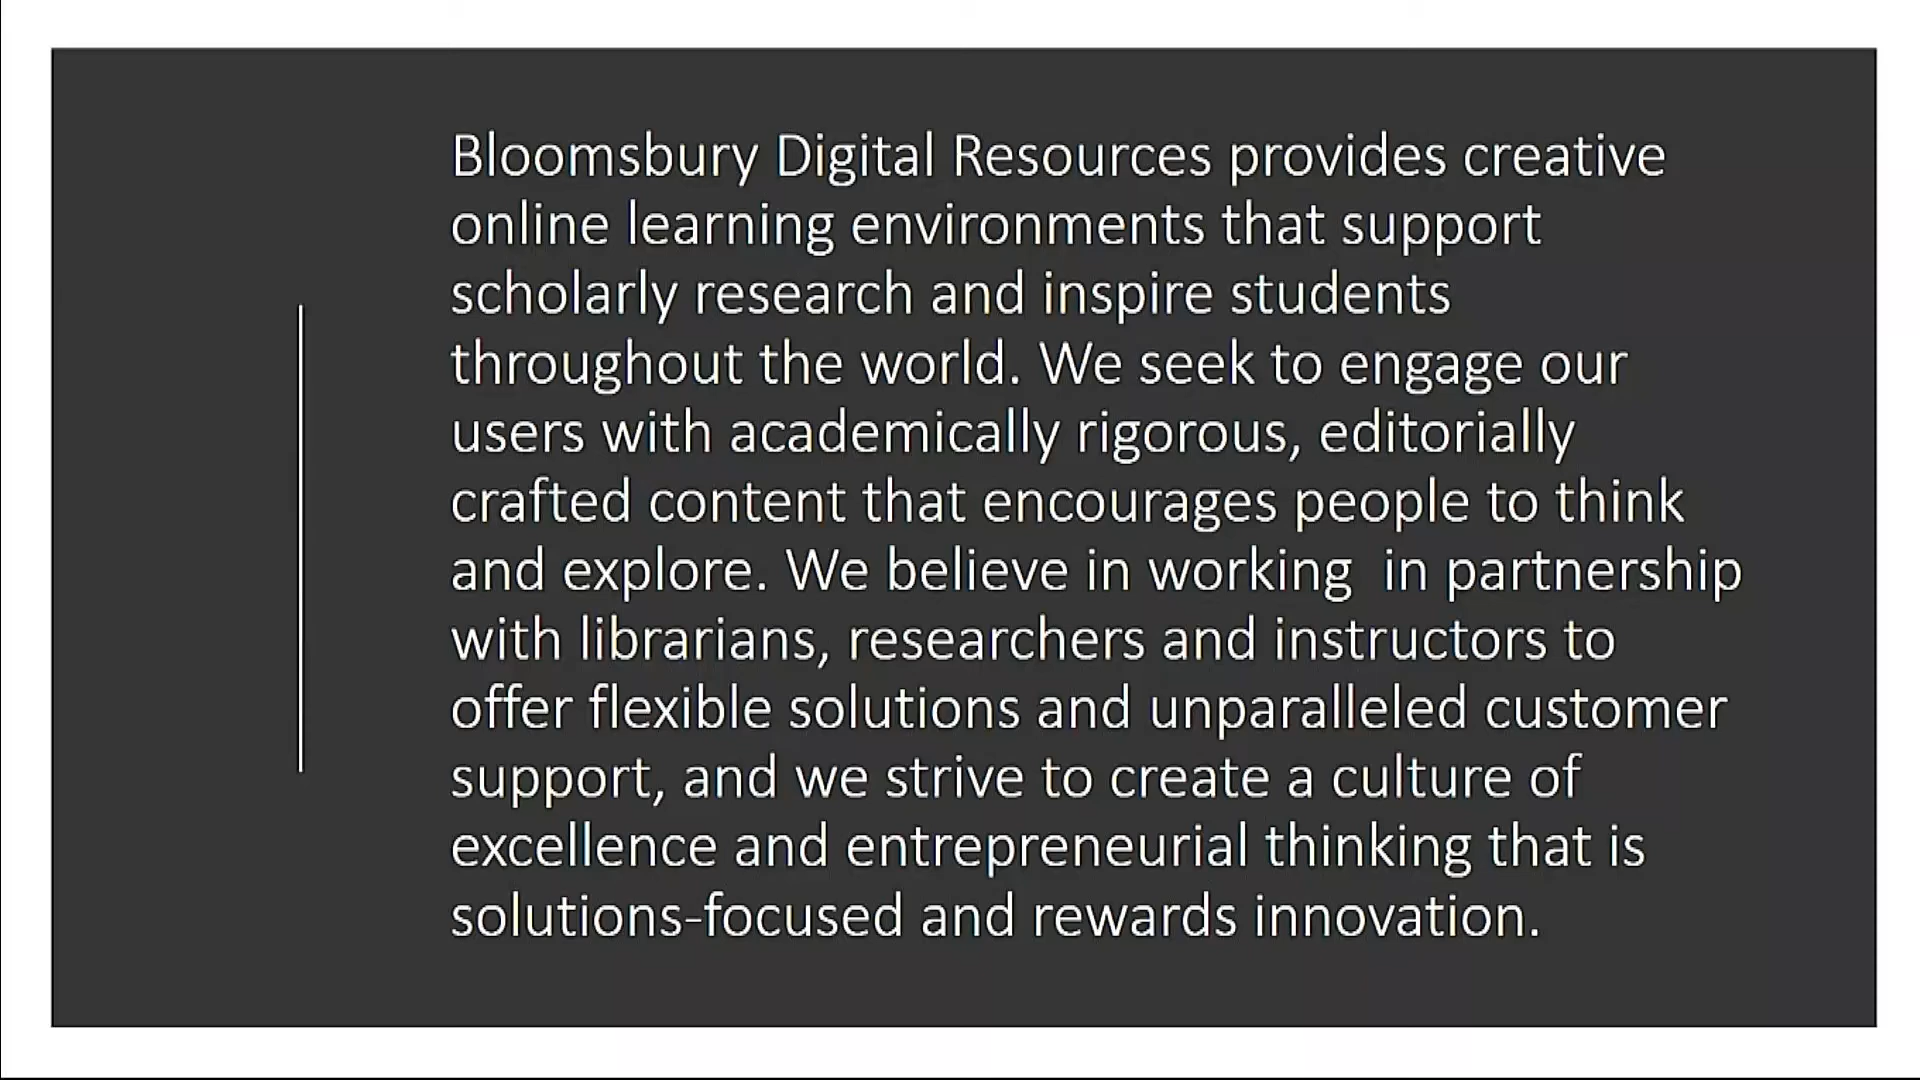 Bloomsbury Digital Resources provides creative
online learning environments that support
scholarly research and inspire students
throughout the world. We seek to engage our
users with academically rigorous, editorially
crafted content that encourages people to think
and explore. We believe in working  in partnership
with librarians, researchers and instructors to
offer flexible solutions and unparalleled customer
support, and we strive to create a culture of
excellence and entrepreneurial thinking that is
solutions-focused and rewards innovation.